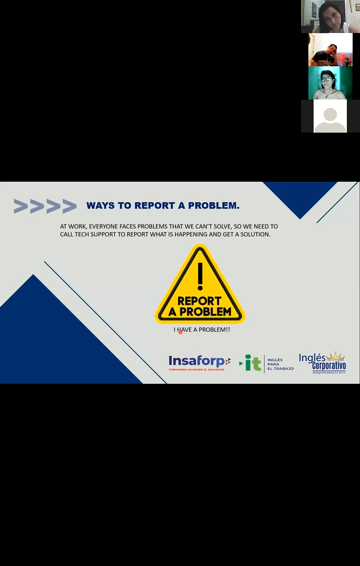 >>>> WAYS TO REPORT A PROBLEM.
AT WORK, EVERYONE FACES PROBLEMS THAT WE CAN'T SOLVE, SO WE NEED TO
CALL TECH SUPPORT TO REPORT WHAT IS HAPPENING AND GET A SOLUTION.
!
REPORT
A PROBLEM
I HAVE A PROBLEM!!
Insaforp
it
INGLÉS
PARA
EL TRABAJO
Inglés
Corporativo